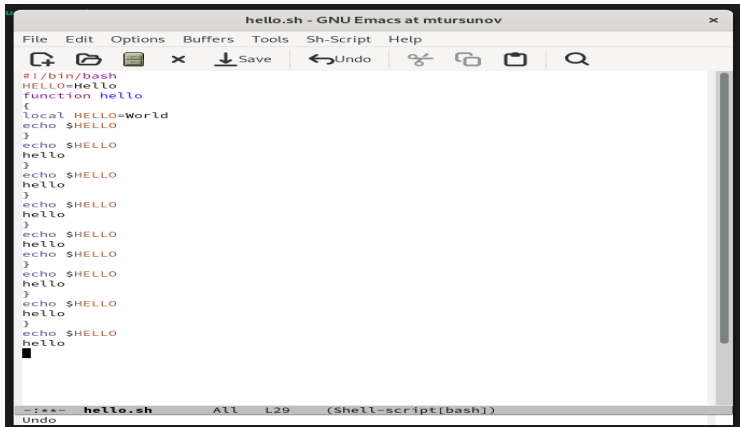 hello.sh - GNU Emacs at mtursunov ×
File Edit Options Buffers Tools Sh-Script Help
Save Undo
#!/bin/bash
HELLO=Hello
function hello
{
local HELLO=World
echo $HELLO
}
echo $HELLO
hello
}
echo $HELLO
hello
}
echo $HELLO
hello
}
echo $HELLO
hello
echo $HELLO
}
echo $HELLO
hello
}
echo $HELLO
hello
}
echo $HELLO
hello
-:**- hello.sh All L29 (Shell-script[bash])
Undo